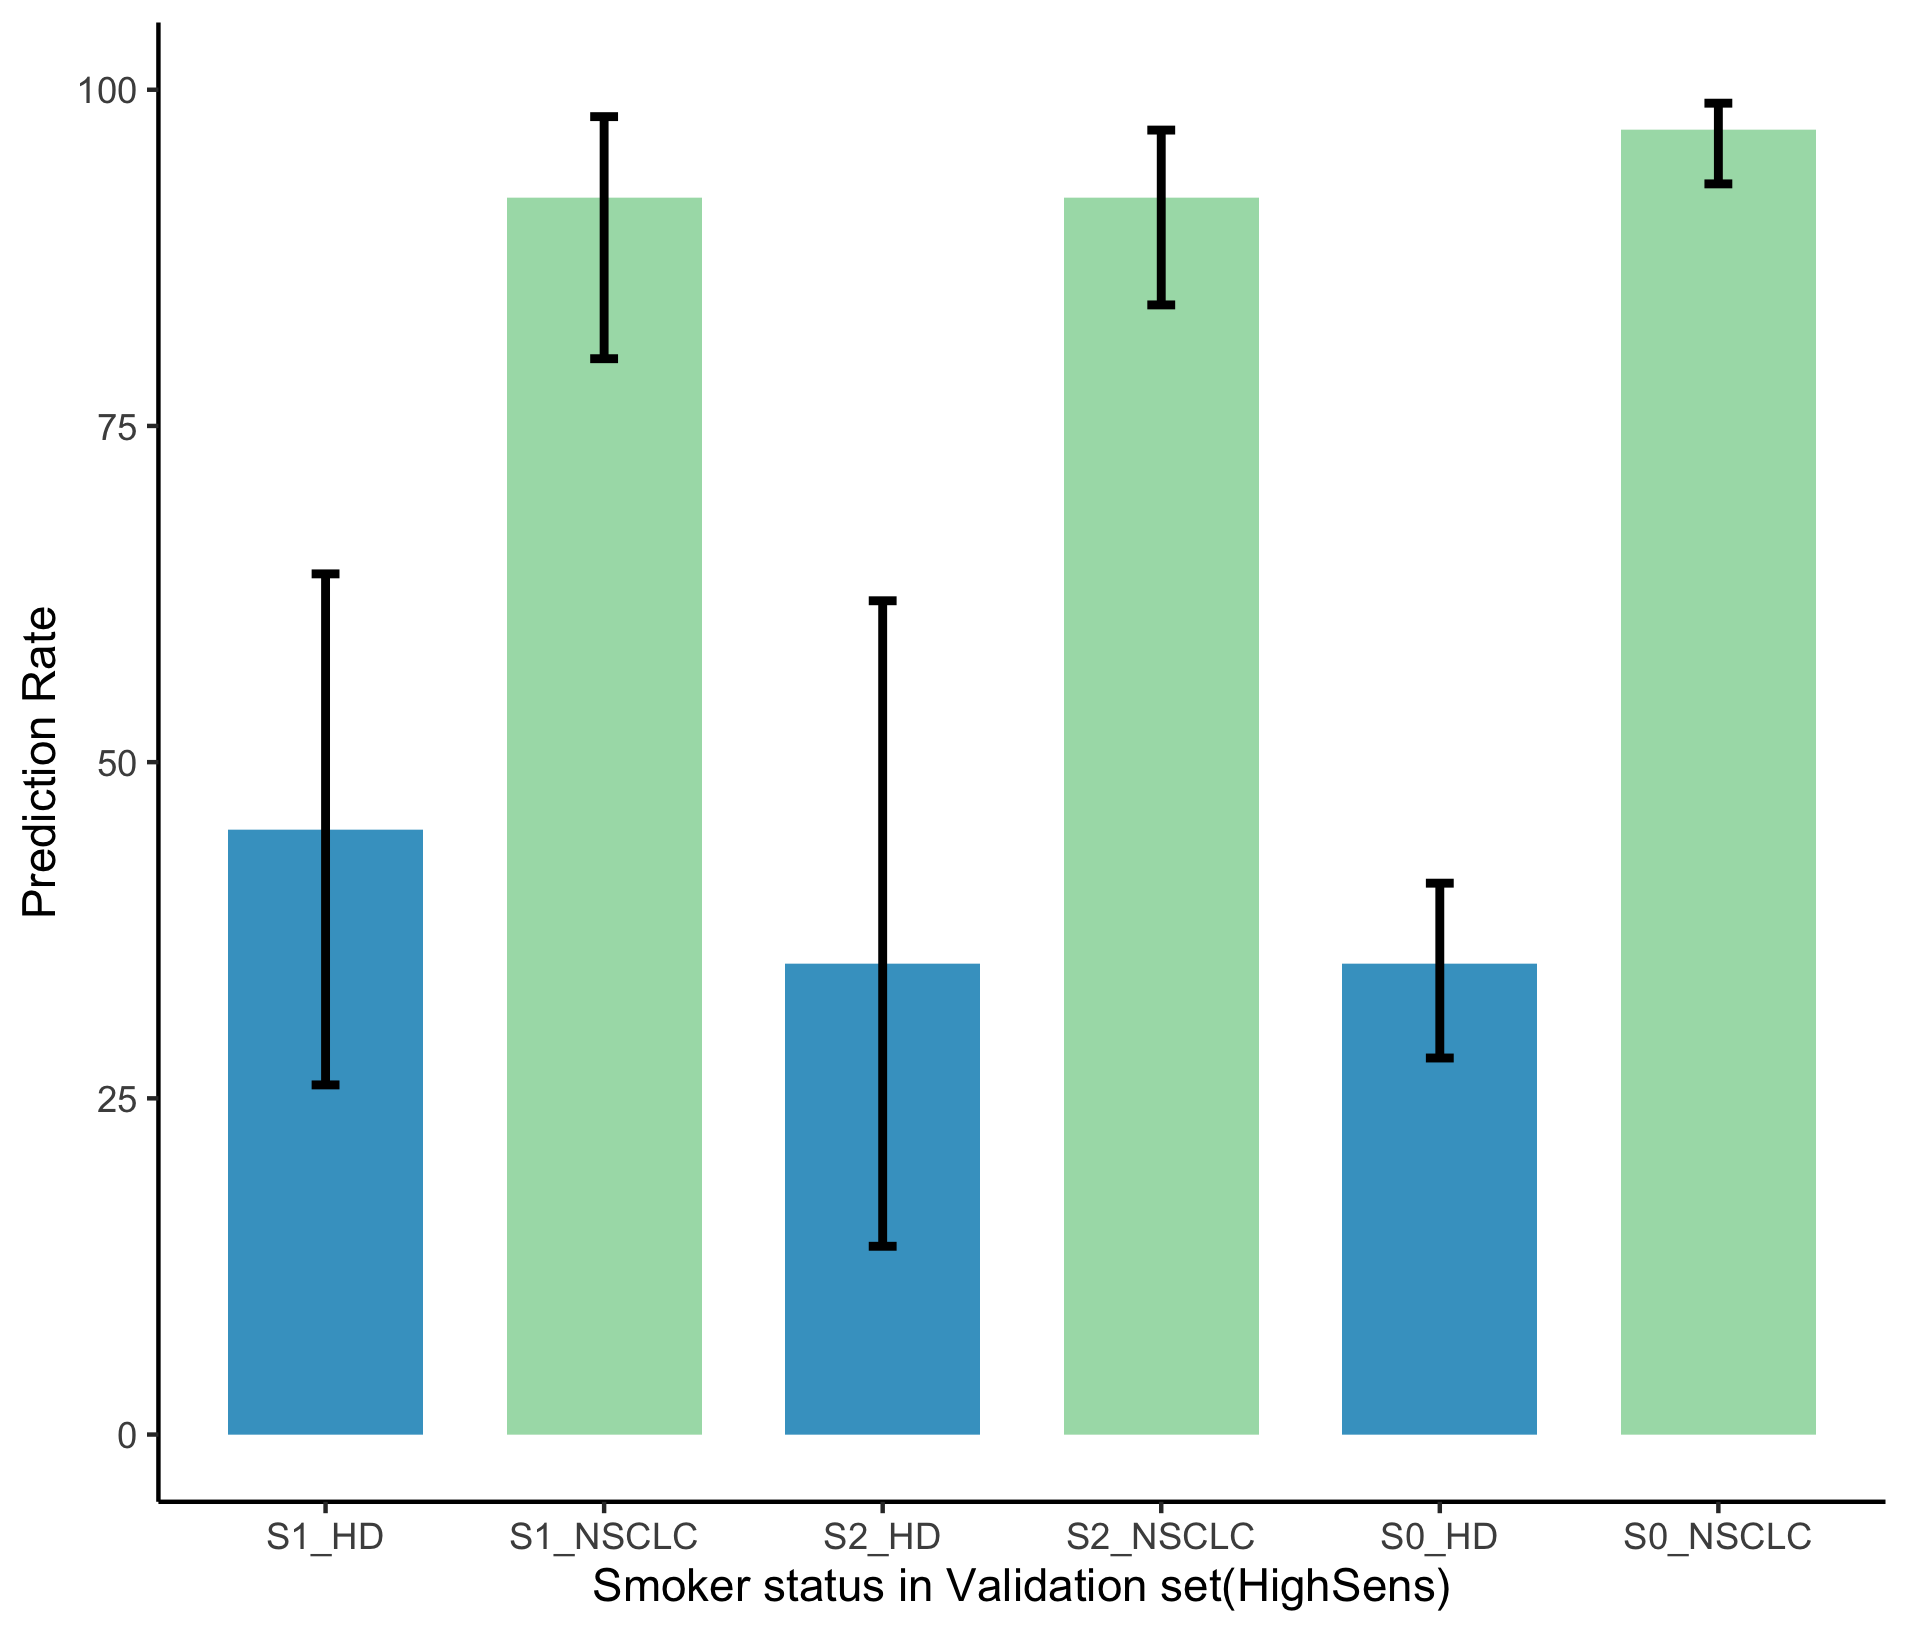 Prediction Rate
100
75
50
25
0
S1_HD S1_NSCLC S2_HD S2_NSCLC S0_HD S0_NSCLC
Smoker status in Validation set(HighSens)